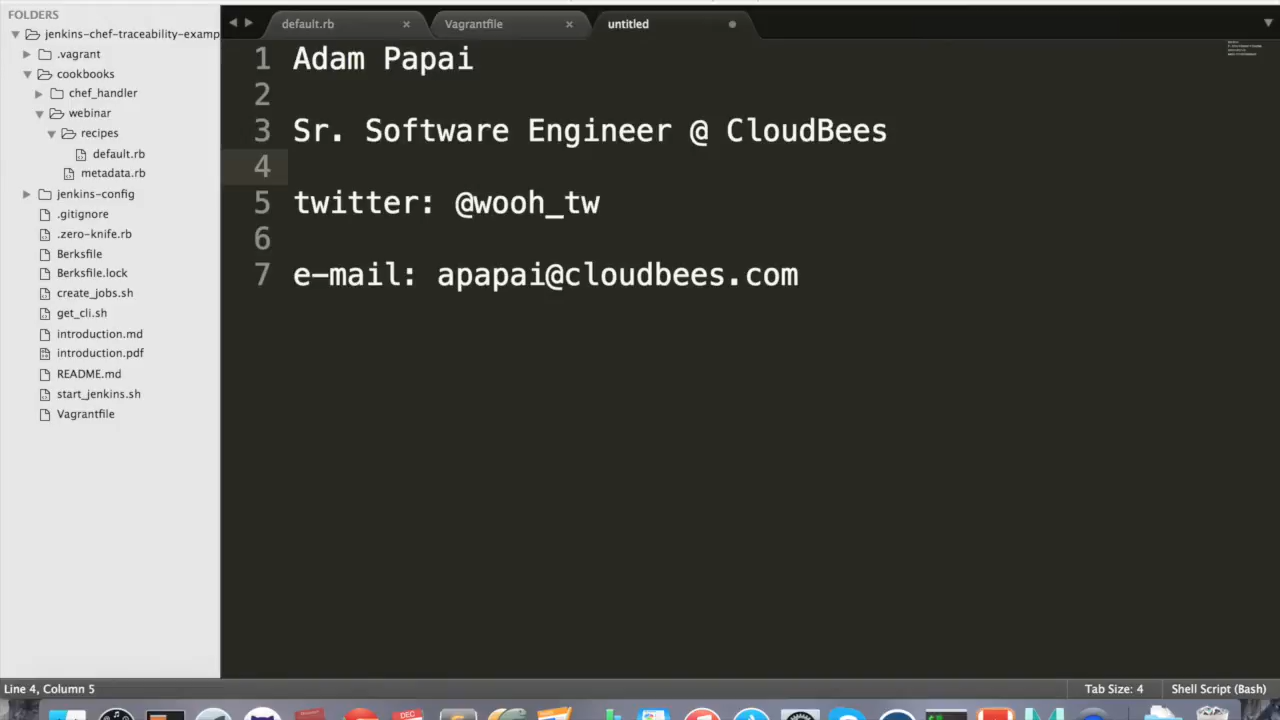 FOLDERS
jenkins-chef-traceability-examp
.vagrant
cookbooks
chef_handler
webinar
recipes
default.rb
metadata.rb
jenkins-config
.gitignore
.zero-knife.rb
Berksfile
Berksfile.lock
create_jobs.sh
get_cli.sh
introduction.md
introduction.pdf
README.md
start_jenkins.sh
Vagrantfile
default.rb
Vagrantfile
untitled
1 Adam Papai
2
3 Sr. Software Engineer @ CloudBees
4
5 twitter: @wooh_tw
6
7 e-mail: apapai@cloudbees.com
Line 4, Column 5
Tab Size: 4
Shell Script (Bash)
DEC